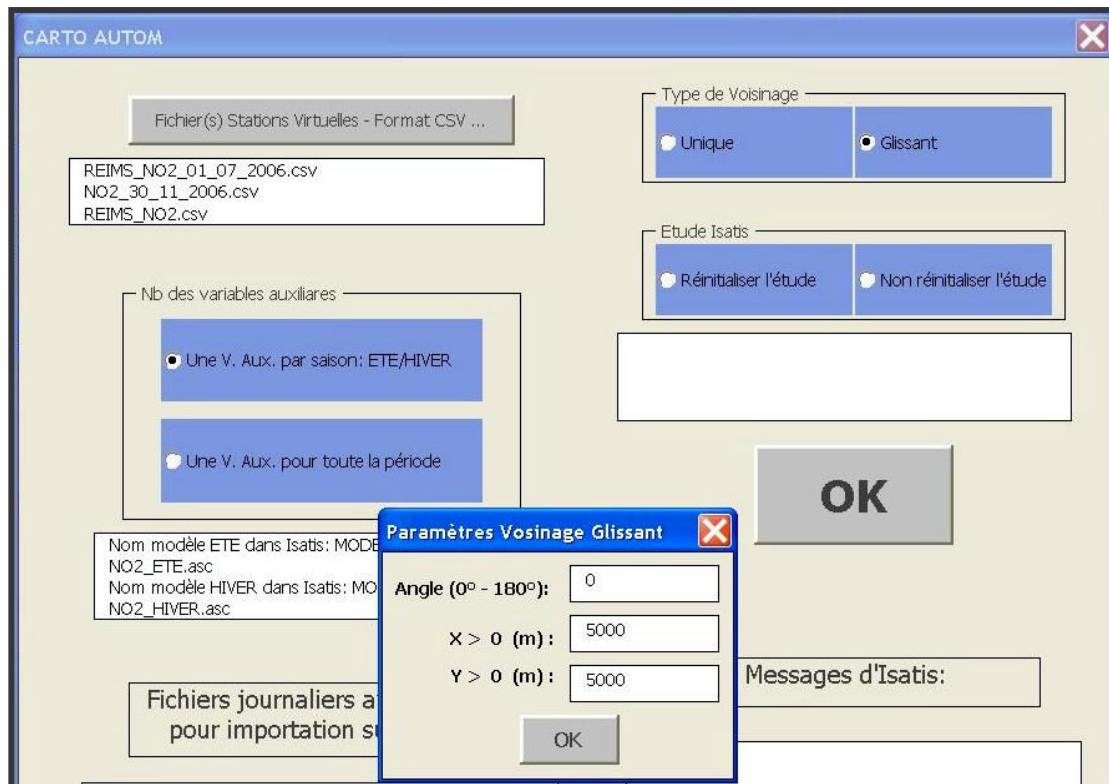 CARTO AUTOM
Fichier(s) Stations Virtuelles - Format CSV ...
REIMS_NO2_01_07_2006.csv
NO2_30_11_2006.csv
REIMS_NO2.csv
Type de Voisinage
Unique
Glissant
Etude Isatis
Réinitialiser l'étude
Non réinitialiser l'étude
Nb des variables auxiliares
Une V. Aux. par saison: ETE/HIVER
Une V. Aux. pour toute la période
OK
Nom modèle ETE dans Isatis: MODE
NO2_ETE.asc
Nom modèle HIVER dans Isatis: MO
NO2_HIVER.asc
Paramètres Vosinage Glissant
Angle (0º - 180º): 0
X > 0 (m): 5000
Y > 0 (m): 5000
OK
Fichiers journaliers a
pour importation su
Messages d'Isatis: